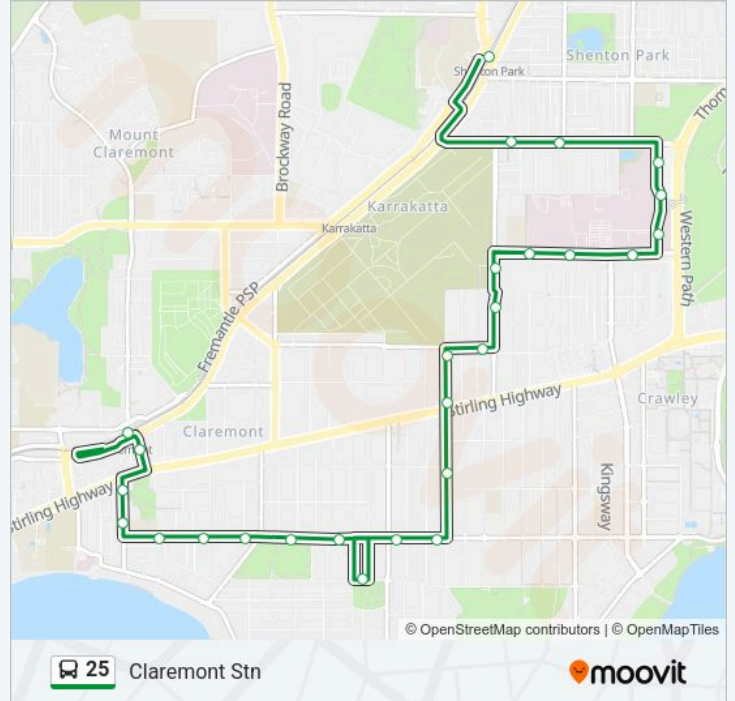 Shenton Park
Shenton Park
Thom
Brockway Road
Mount
Claremont
Karrakatta
Karrakatta
Western Path
Fremantle PSP
Stirling Highway
Crawley
Claremont
Stirling Highway
Kingsway
© OpenStreetMap contributors | © OpenMapTiles
25 Claremont Stn
moovit